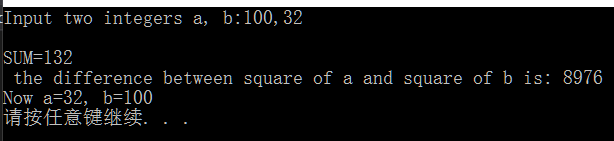 Input two integers a, b:100,32
SUM=132
the difference between square of a and square of b is: 8976
Now a=32, b=100
请按任意键继续. . .